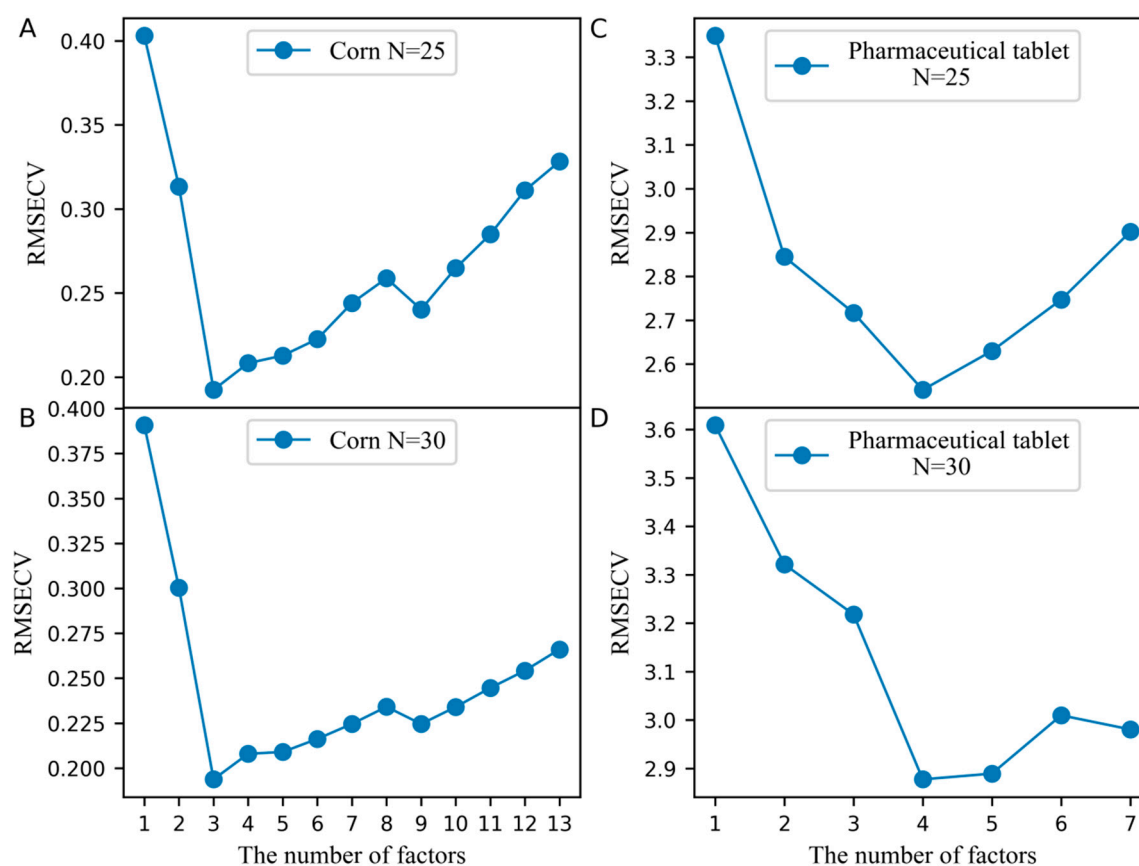 A
Corn N=25
RMSECV
0.40
0.35
0.30
0.25
0.20
C
Pharmaceutical tablet
N=25
RMSECV
3.3
3.2
3.1
3.0
2.9
2.8
2.7
2.6
B
Corn N=30
RMSECV
0.400
0.375
0.350
0.325
0.300
0.275
0.250
0.225
0.200
1 2 3 4 5 6 7 8 9 10 11 12 13
The number of factors
D
Pharmaceutical tablet
N=30
RMSECV
3.6
3.5
3.4
3.3
3.2
3.1
3.0
2.9
1 2 3 4 5 6 7
The number of factors